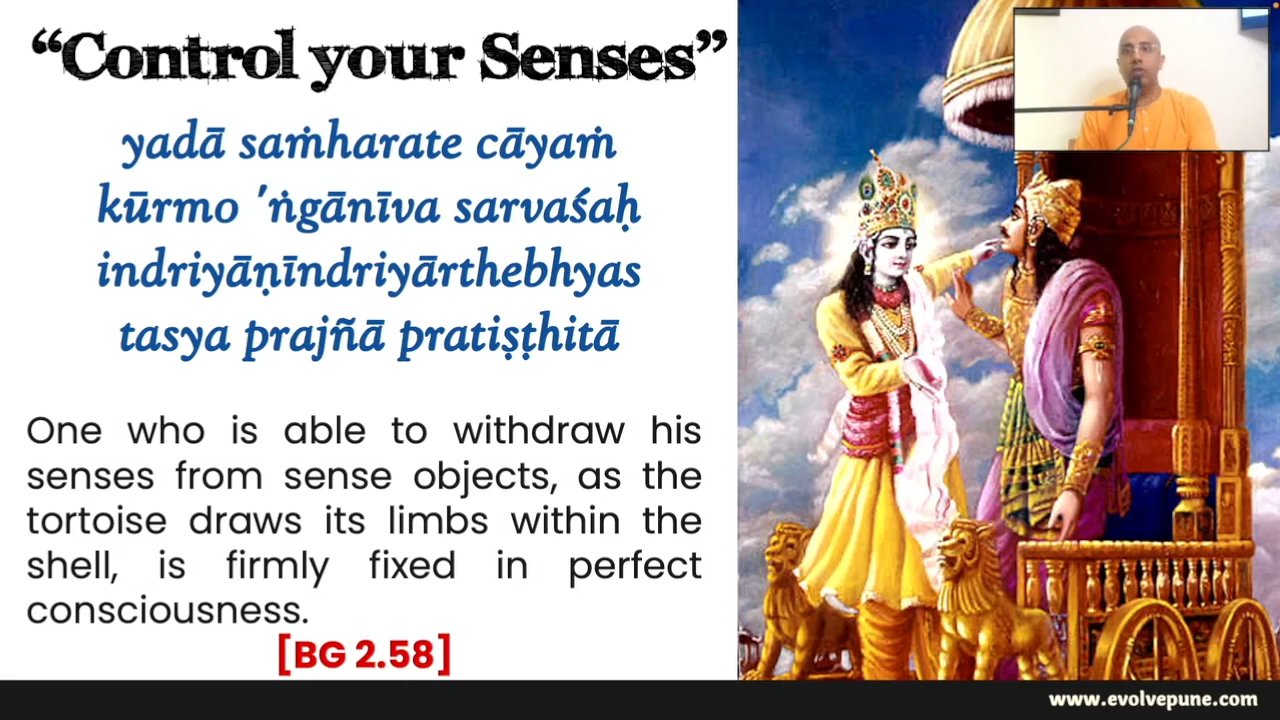 “Control your Senses”
yadā saṁharate cāyaṁ
kūrmo ’ṅgānīva sarvaśaḥ
indriyāṇīndriyārthebhyas
tasya prajñā pratiṣṭhitā
One who is able to withdraw his
senses from sense objects, as the
tortoise draws its limbs within the
shell, is firmly fixed in perfect
consciousness.
[BG 2.58]
www.evolvepune.com